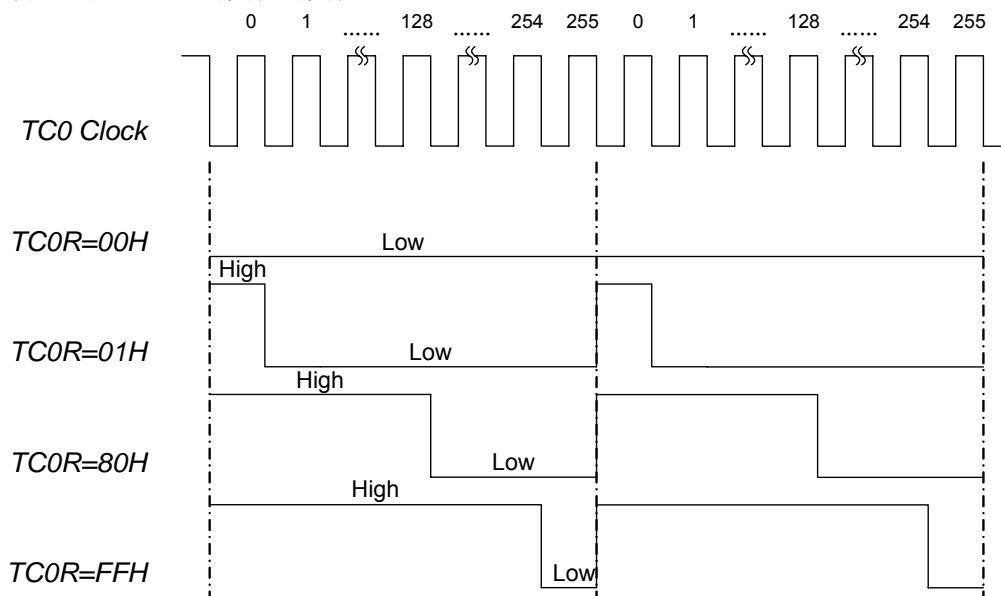 0 1 ...... 128 ...... 254 255 0 1 ...... 128 ...... 254 255
TC0 Clock
TC0R=00H
Low
High
TC0R=01H
Low
High
TC0R=80H
Low
High
TC0R=FFH
Low